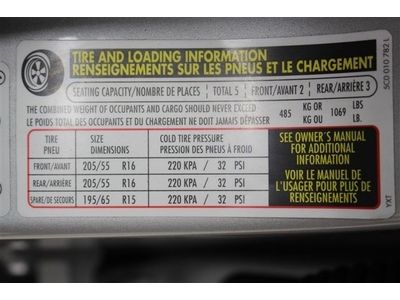 TIRE AND LOADING INFORMATION
RENSEIGNEMENTS SUR LES PNEUS ET LE CHARGEMENT
SEATING CAPACITY/NOMBRE DE PLACES TOTAL 5 FRONT/AVANT 2 REAR/ARRIÈRE 3
THE COMBINED WEIGHT OF OCCUPANTS AND CARGO SHOULD NEVER EXCEED 485 KG OR 1069 LBS
LE POIDS TOTAL DES OCCUPANTS ET DU CHARGEMENT NE DOIT JAMAIS DÉPASSER KG OU LB.
TIRE SIZE COLD TIRE PRESSURE
PNEU DIMENSIONS PRESSION DES PNEUS À FROID
FRONT/AVANT 205/55 R16 220 KPA / 32 PSI
REAR/ARRIÈRE 205/55 R16 220 KPA / 32 PSI
SPARE/DE SECOURS 195/65 R15 220 KPA / 32 PSI
SEE OWNER'S MANUAL
FOR ADDITIONAL
INFORMATION
VOIR LE MANUEL DE
L'USAGER POUR PLUS DE
RENSEIGNEMENTS
5C0 010 782 L
YXT